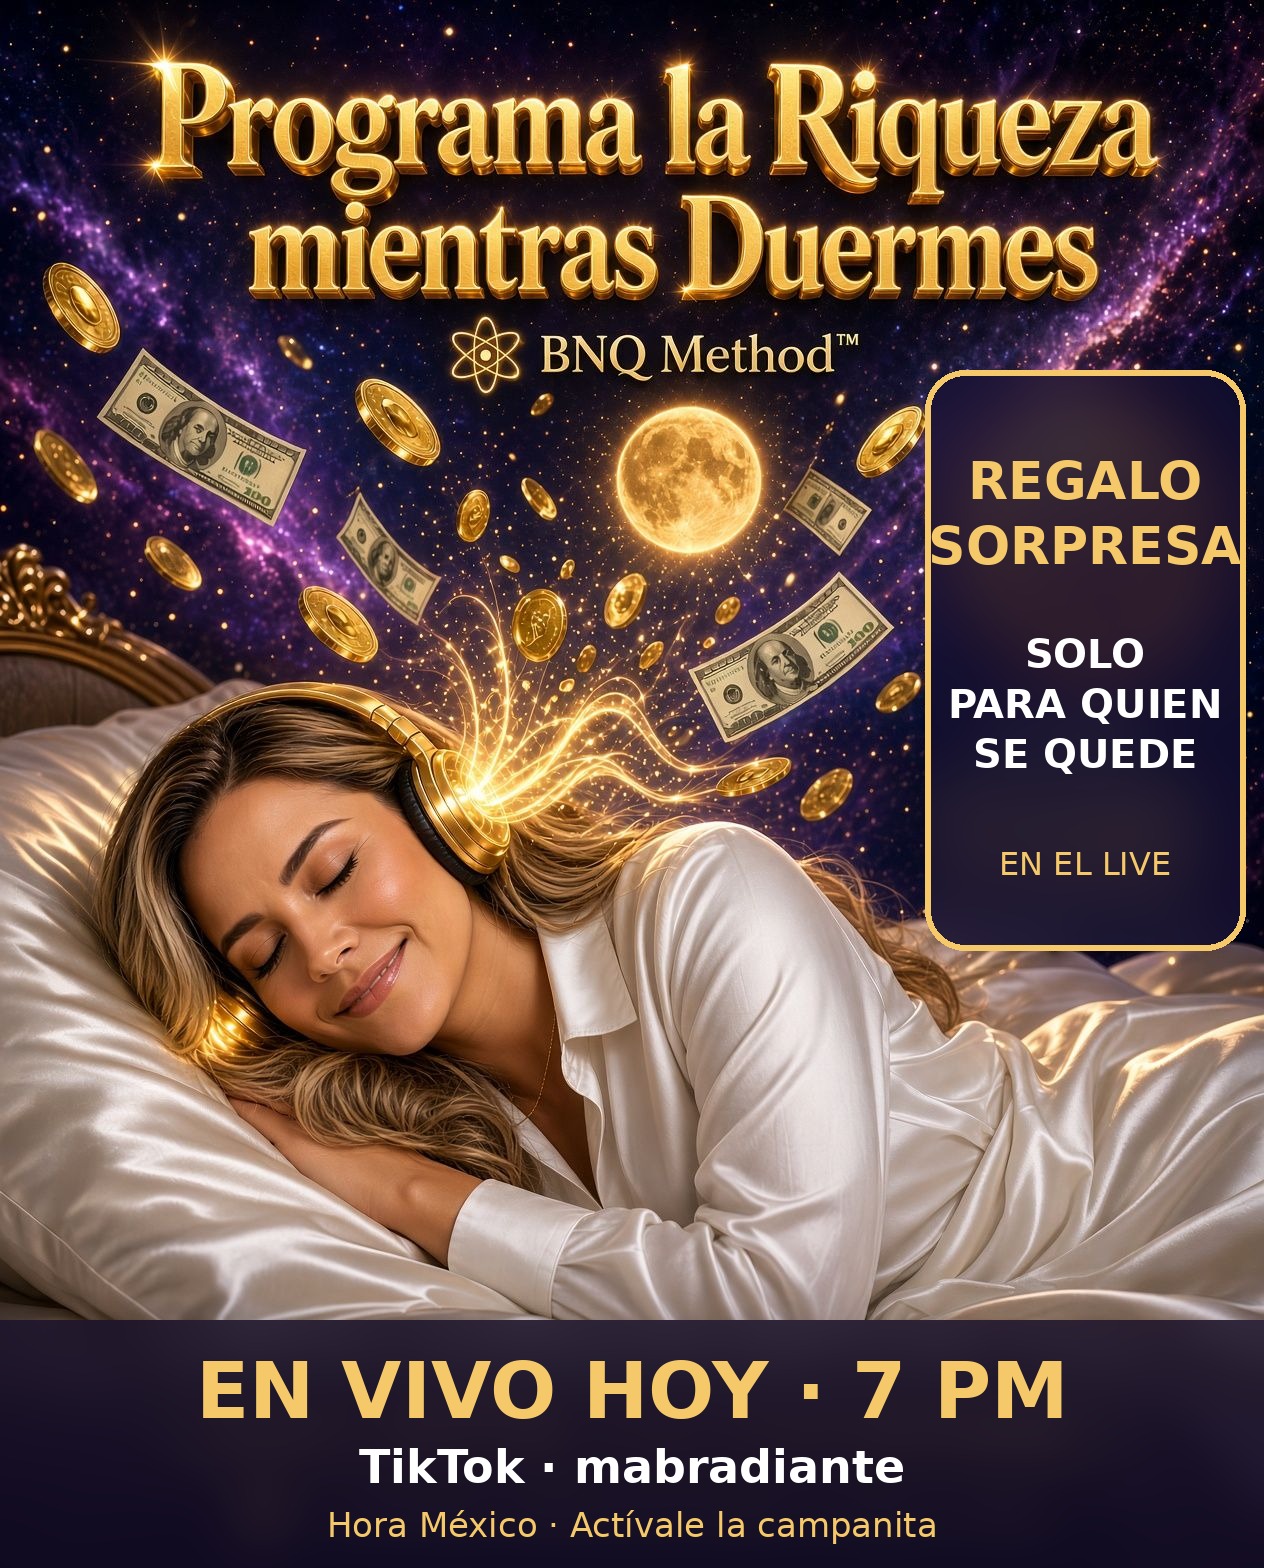 Programa la Riqueza
mientras Duermes
BNQ Method™
REGALO
SORPRESA
SOLO
PARA QUIEN
SE QUEDE
EN EL LIVE
EN VIVO HOY · 7 PM
TikTok · mabradiante
Hora México · Actívale la campanita